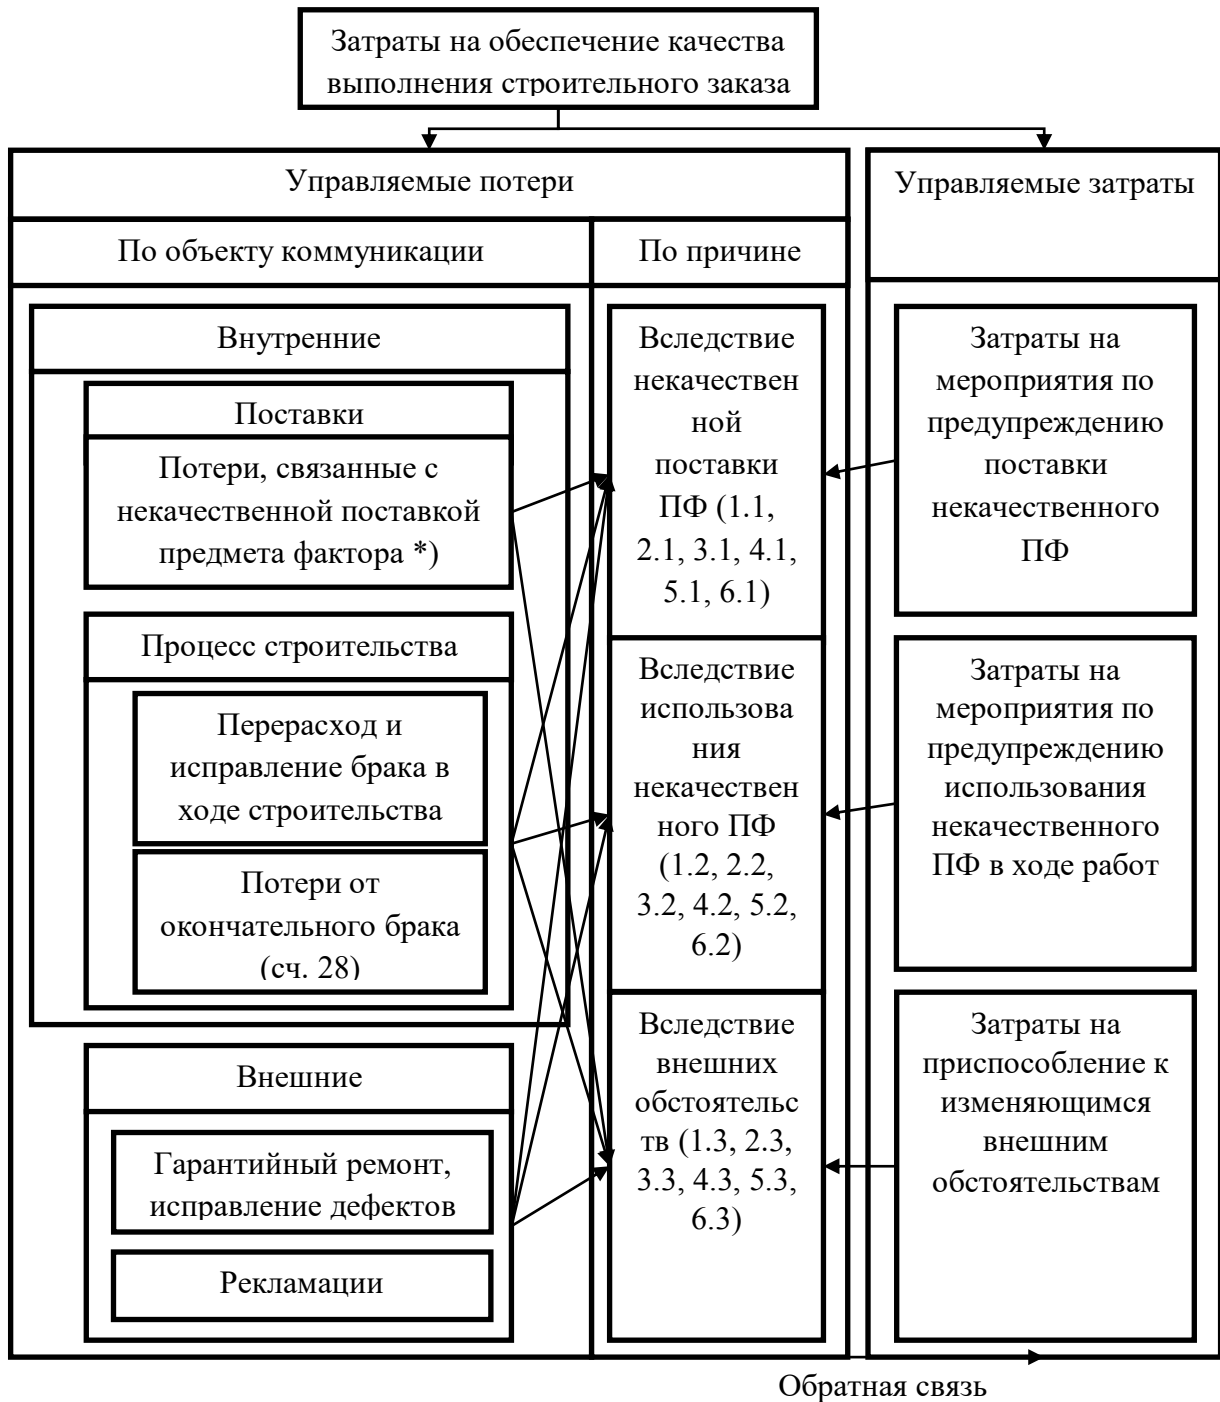 Затраты на обеспечение качества
выполнения строительного заказа
Управляемые потери
Управляемые затраты
По объекту коммуникации
По причине
Внутренние
Поставки
Потери, связанные с
некачественной поставкой
предмета фактора *)
Процесс строительства
Перерасход и
исправление брака в
ходе строительства
Потери от
окончательного брака
(сч. 28)
Внешние
Гарантийный ремонт,
исправление дефектов
Рекламации
Вследствие
некачествен
ной
поставки
ПФ (1.1,
2.1, 3.1, 4.1,
5.1, 6.1)
Вследствие
использова
ния
некачествен
ного ПФ
(1.2, 2.2,
3.2, 4.2, 5.2,
6.2)
Вследствие
внешних
обстоятельс
тв (1.3, 2.3,
3.3, 4.3, 5.3,
6.3)
Затраты на
мероприятия по
предупреждению
поставки
некачественного
ПФ
Затраты на
мероприятия по
предупреждению
использования
некачественного
ПФ в ходе работ
Затраты на
приспособление к
изменяющимся
внешним
обстоятельствам
Обратная связь